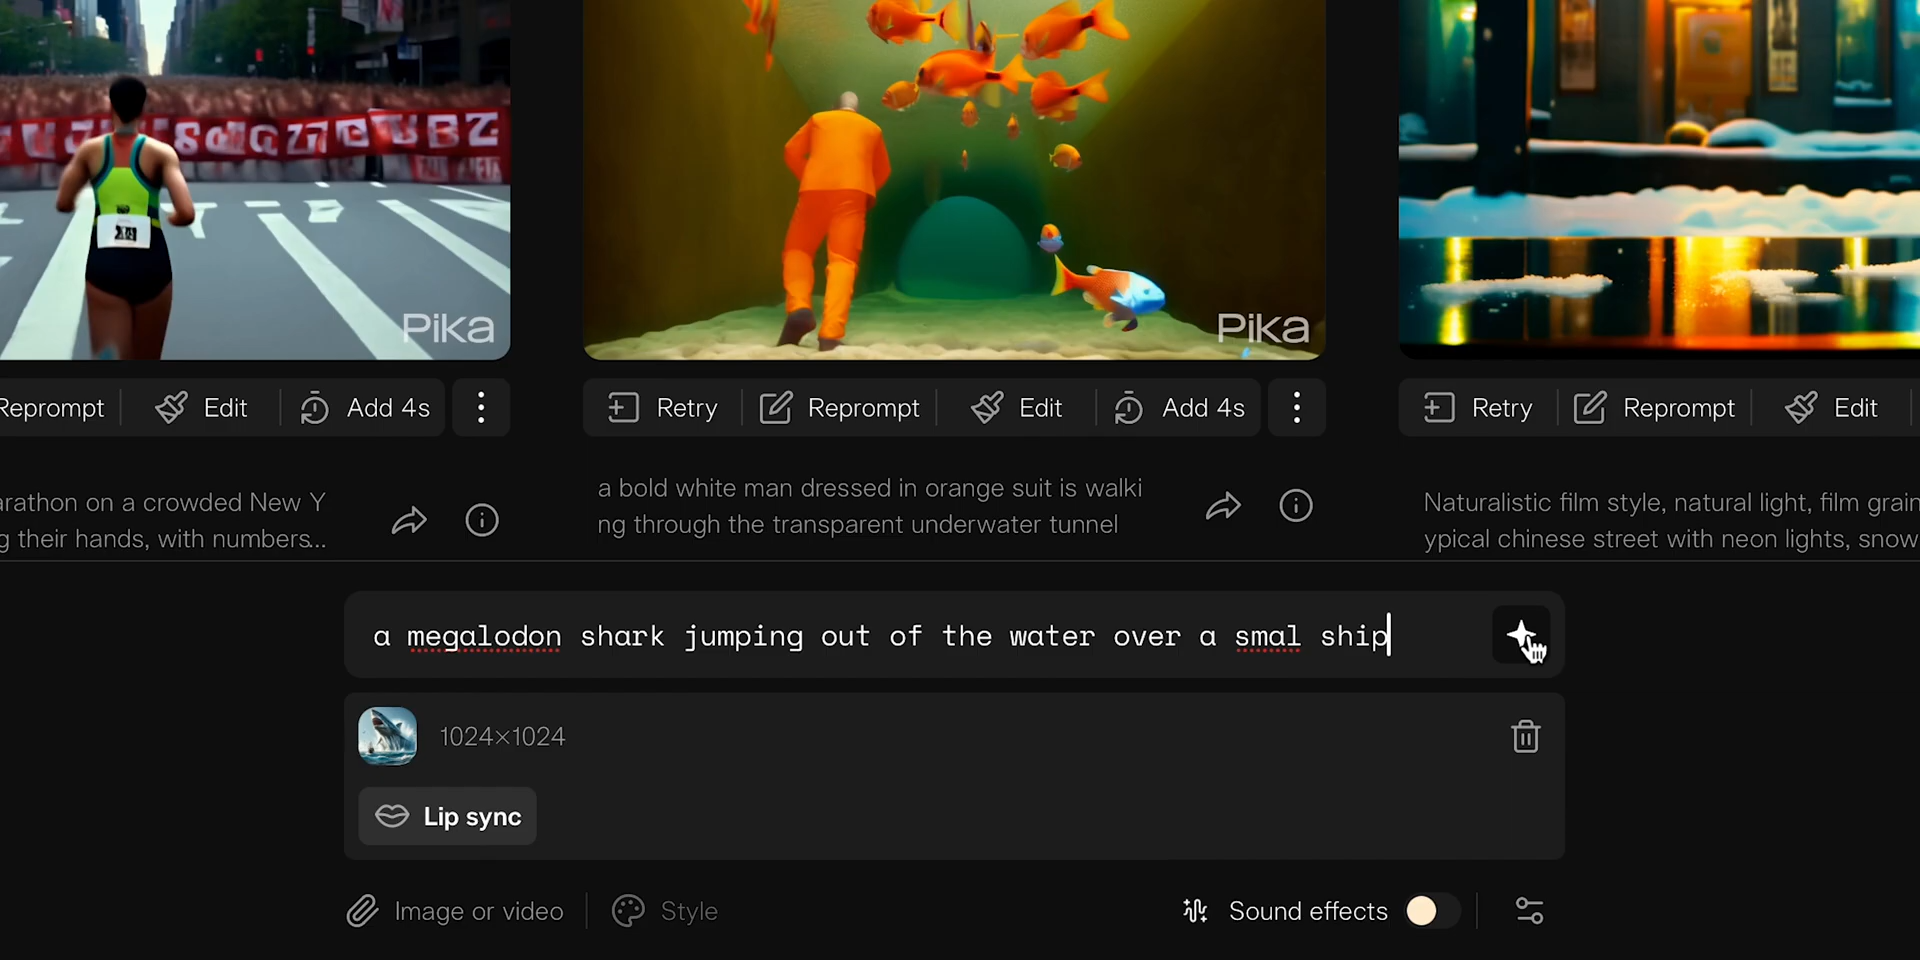 Pika
Pika
Reprompt
Edit
Add 4s
Retry
Reprompt
Edit
Add 4s
Retry
Reprompt
Edit
arathon on a crowded New Y
g their hands, with numbers...
a bold white man dressed in orange suit is walki
ng through the transparent underwater tunnel
Naturalistic film style, natural light, film grain
ypical chinese street with neon lights, snow
a megalodon shark jumping out of the water over a smal ship
1024×1024
Lip sync
Image or video
Style
Sound effects